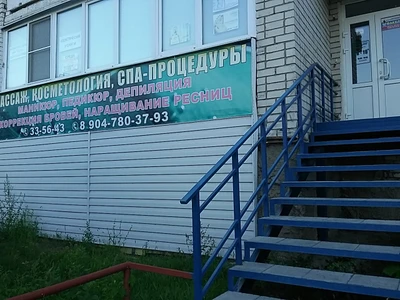 АССАЖ, КОСМЕТОЛОГИЯ, СПА-ПРОЦЕДУРЫ
МАНИКЮР, ПЕДИКЮР, ДЕПИЛЯЦИЯ
КОРРЕКЦИЯ БРОВЕЙ, НАРАЩИВАНИЕ РЕСНИЦ
33-56-43 8 904-780-37-93